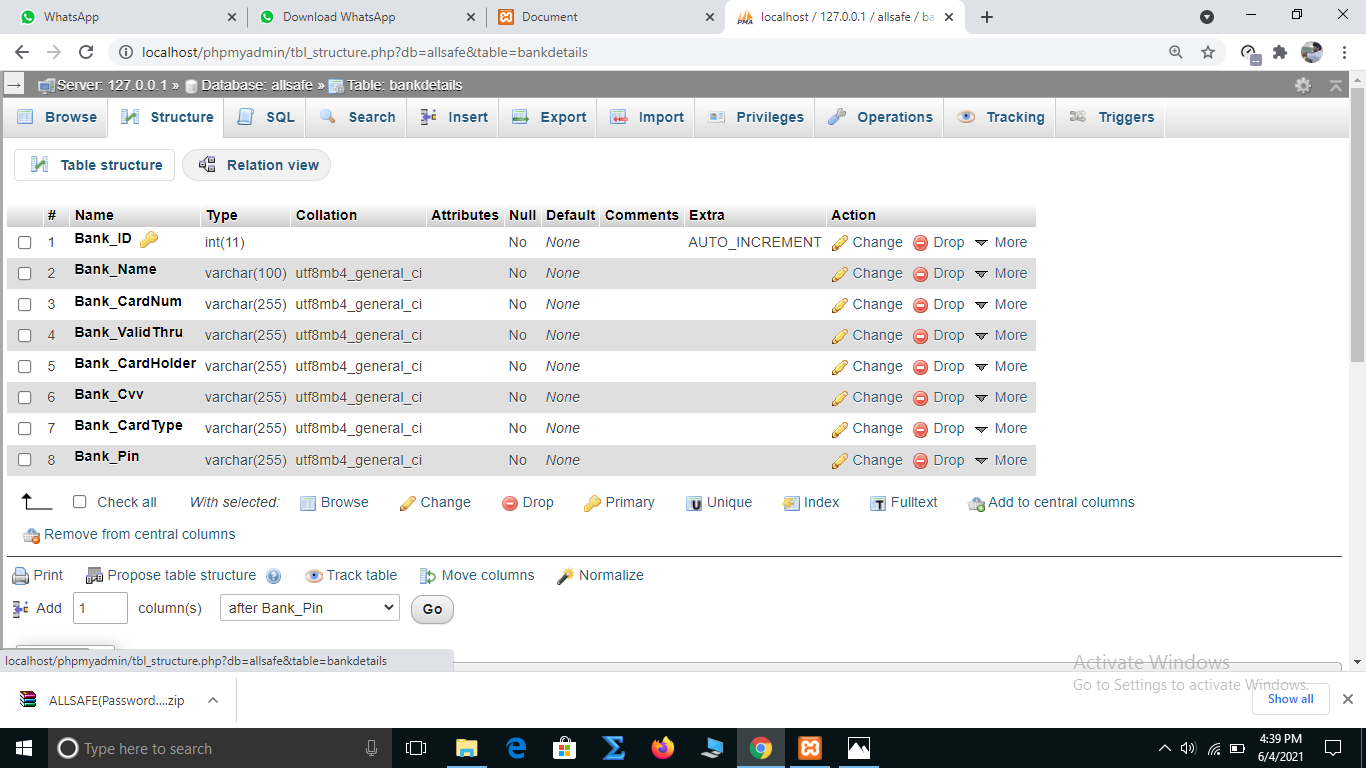 WhatsApp
Download WhatsApp
Document
localhost / 127.0.0.1 / allsafe / ba
localhost/phpmyadmin/tbl_structure.php?db=allsafe&table=bankdetails
Server: 127.0.0.1 » Database: allsafe » Table: bankdetails
Browse Structure SQL Search Insert Export Import Privileges Operations Tracking Triggers
Table structure Relation view
# Name Type Collation Attributes Null Default Comments Extra Action
1 Bank_ID int(11) No None AUTO_INCREMENT Change Drop More
2 Bank_Name varchar(100) utf8mb4_general_ci No None Change Drop More
3 Bank_CardNum varchar(255) utf8mb4_general_ci No None Change Drop More
4 Bank_ValidThru varchar(255) utf8mb4_general_ci No None Change Drop More
5 Bank_CardHolder varchar(255) utf8mb4_general_ci No None Change Drop More
6 Bank_Cvv varchar(255) utf8mb4_general_ci No None Change Drop More
7 Bank_CardType varchar(255) utf8mb4_general_ci No None Change Drop More
8 Bank_Pin varchar(255) utf8mb4_general_ci No None Change Drop More
Check all With selected: Browse Change Drop Primary Unique Index Fulltext Add to central columns
Remove from central columns
Print Propose table structure Track table Move columns Normalize
Add 1 column(s) after Bank_Pin Go
localhost/phpmyadmin/tbl_structure.php?db=allsafe&table=bankdetails
Activate Windows
Go to Settings to activate Windows.
ALLSAFE(Password....zip
Show all
Type here to search
4:39 PM
6/4/2021